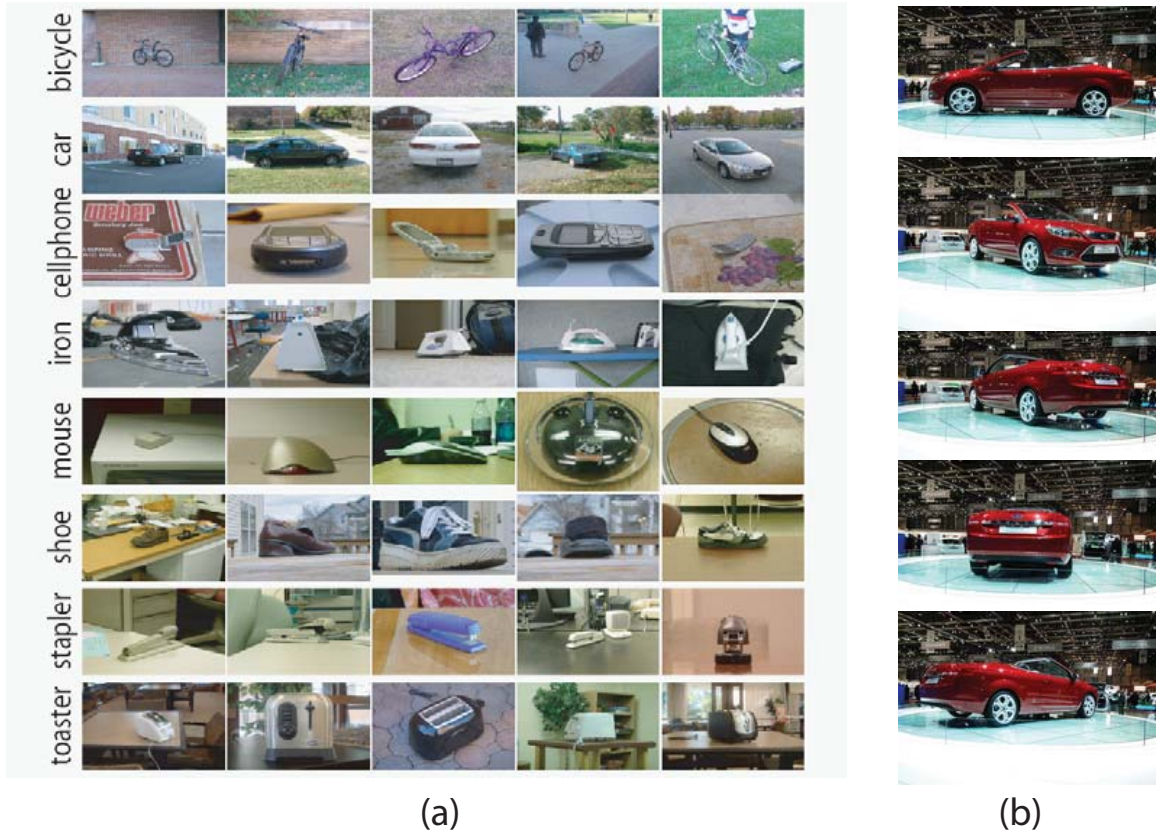 bicycle
car
cellphone
iron
mouse
shoe
stapler
toaster
weber
(a)
(b)